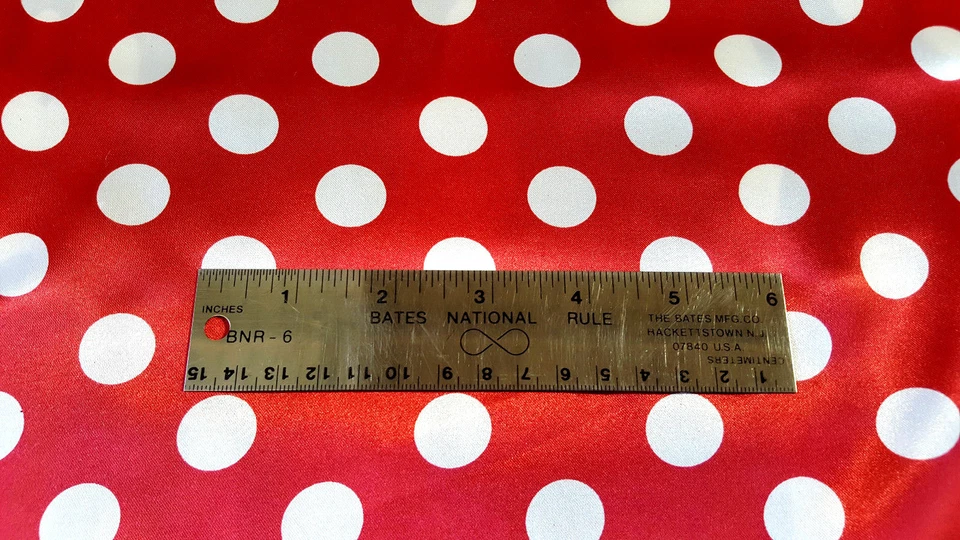 1 2 3 4 5 6
INCHES
BATES NATIONAL RULE
BNR - 6
THE BATES MFG. CO.
HACKETTSTOWN N.J.
07840 U.S.A.
CENTIMETERS
15 14 13 12 11 10 9 8 7 6 5 4 3 2 1